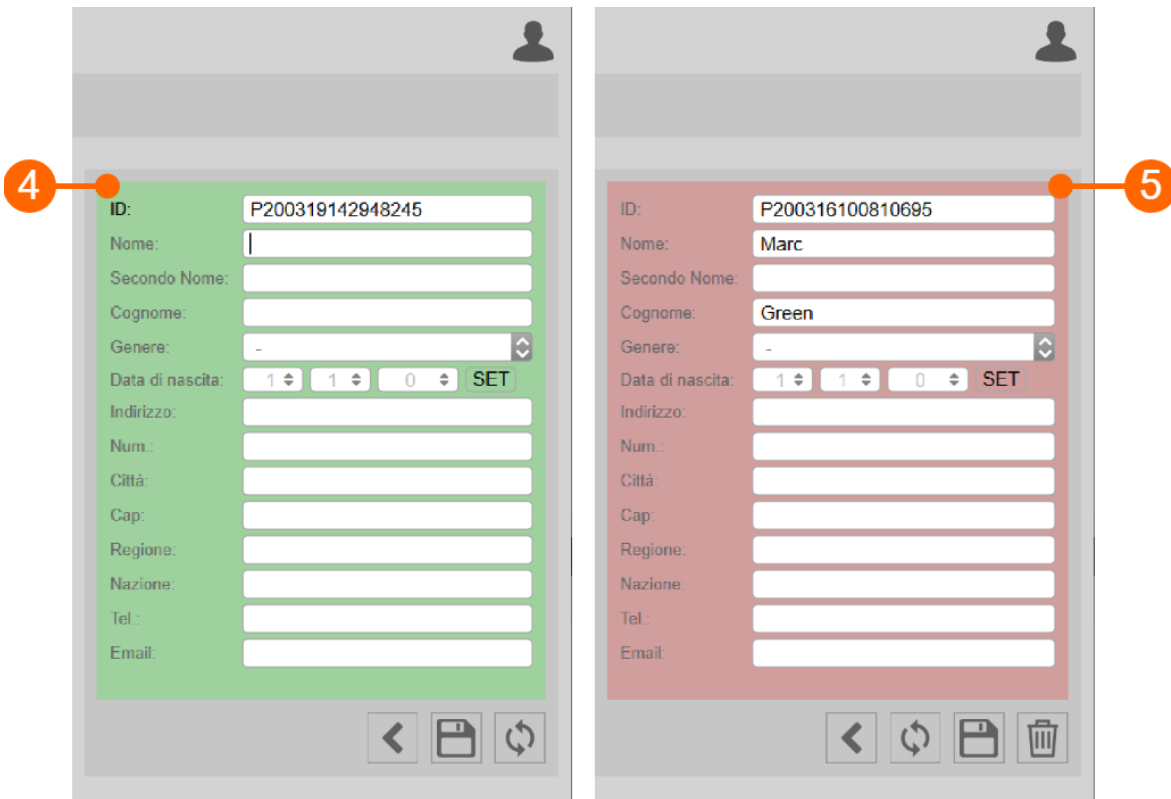 4
ID: P200319142948245
Nome:
Secondo Nome:
Cognome:
Genere: -
Data di nascita: 1 1 0 SET
Indirizzo:
Num.:
Città:
Cap:
Regione:
Nazione:
Tel.:
Email:
5
ID: P200316100810695
Nome: Marc
Secondo Nome:
Cognome: Green
Genere: -
Data di nascita: 1 1 0 SET
Indirizzo:
Num.:
Città:
Cap:
Regione:
Nazione:
Tel.:
Email: